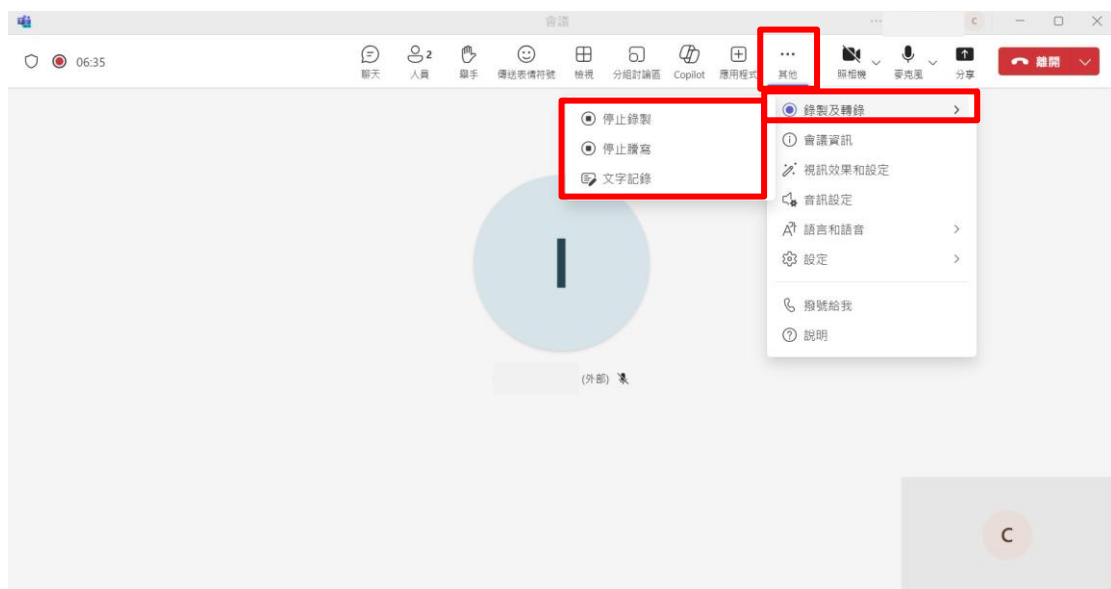 會議
C
06:35
聊天
2
人員
舉手
傳送表情符號
檢視
分組討論區
Copilot
應用程式
其他
照相機
麥克風
分享
離開
停止錄製
停止謄寫
文字記錄
錄製及轉錄
會議資訊
視訊效果和設定
音訊設定
語言和語音
設定
撥號給我
說明
I
(外部)
C